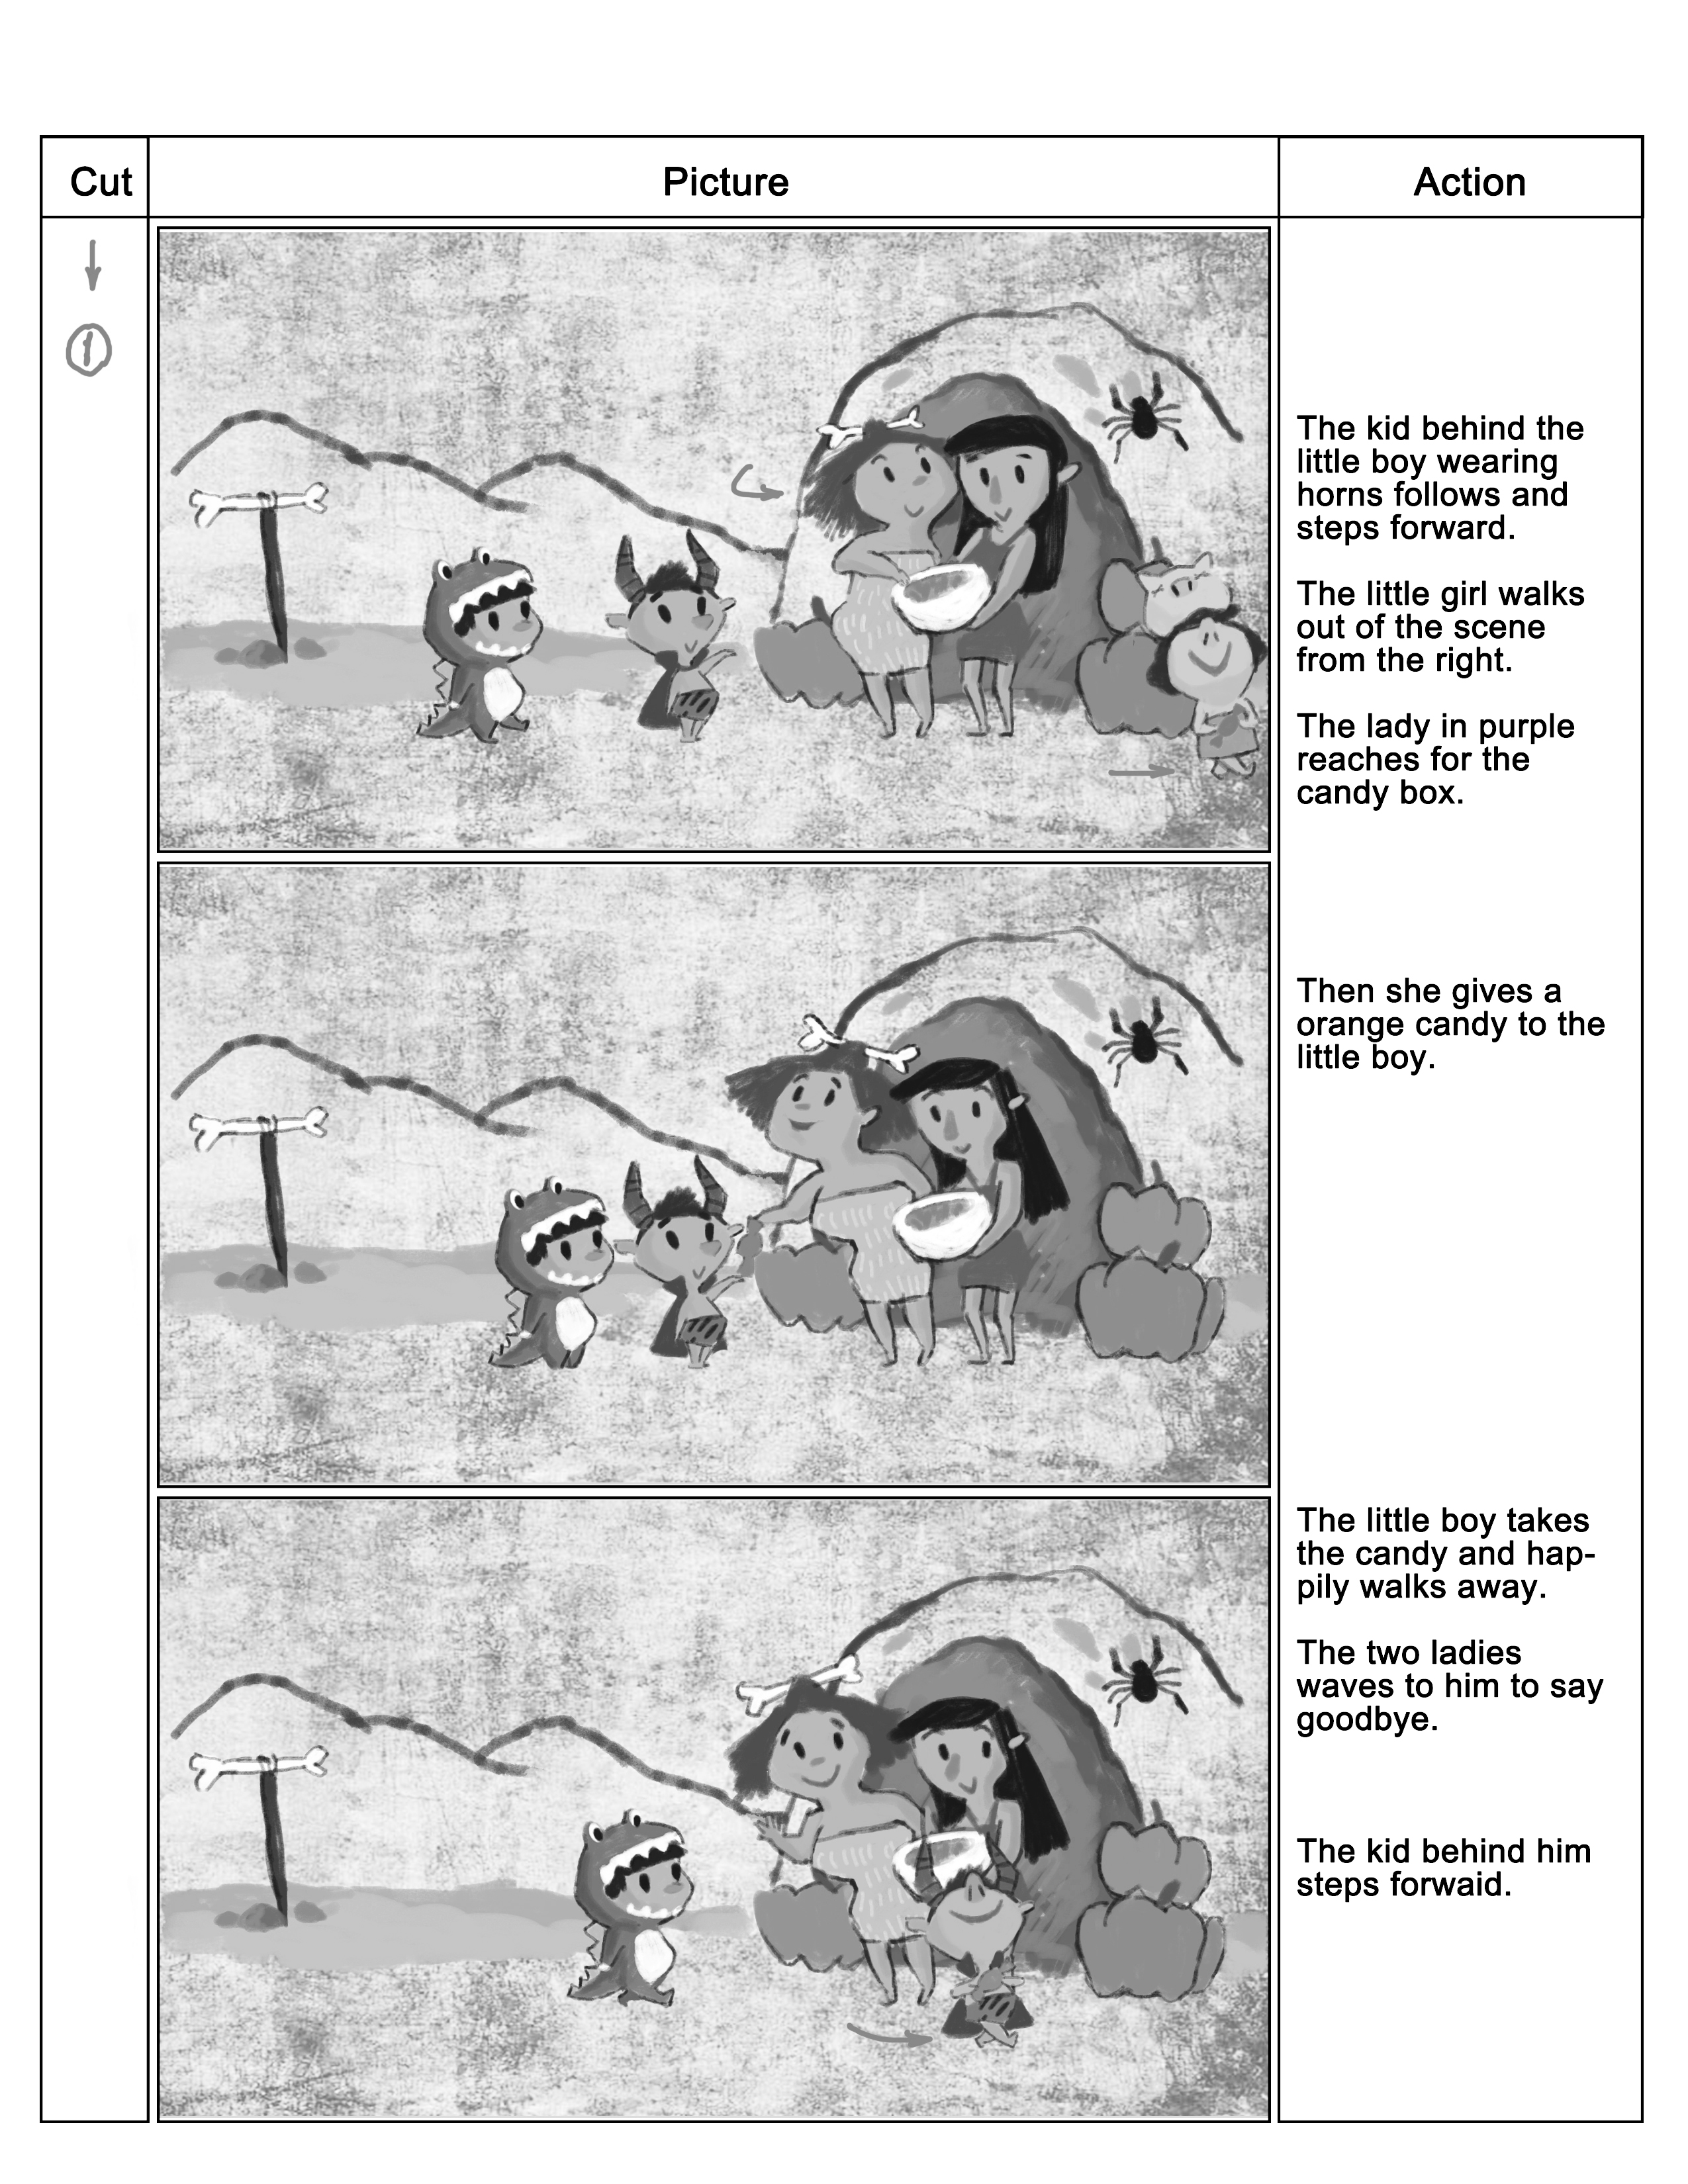 Cut
Picture
Action
1
The kid behind the
little boy wearing
horns follows and
steps forward.
The little girl walks
out of the scene
from the right.
The lady in purple
reaches for the
candy box.
Then she gives a
orange candy to the
little boy.
The little boy takes
the candy and hap-
pily walks away.
The two ladies
waves to him to say
goodbye.
The kid behind him
steps forwaid.